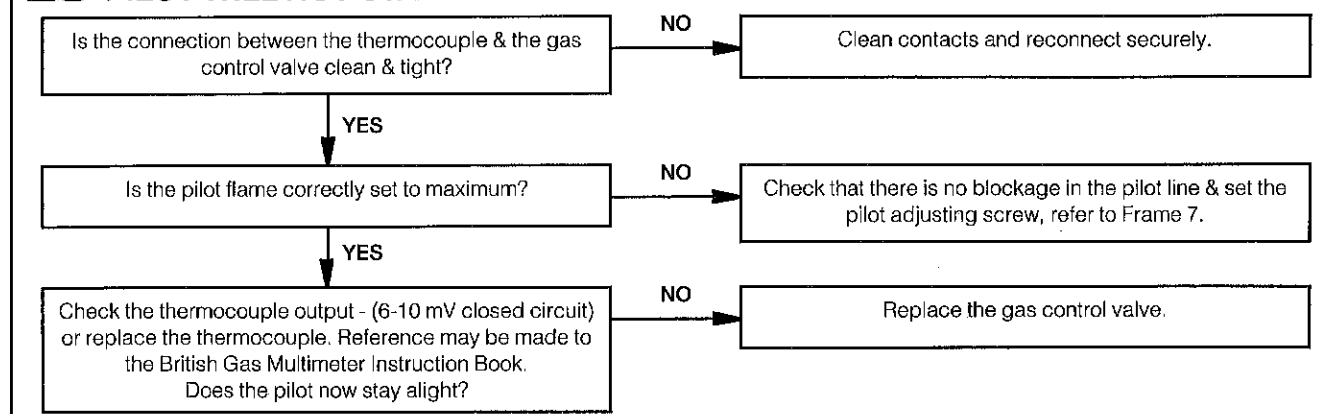 Is the connection between the thermocouple & the gas
control valve clean & tight?
NO
Clean contacts and reconnect securely.
YES
Is the pilot flame correctly set to maximum?
NO
Check that there is no blockage in the pilot line & set the
pilot adjusting screw, refer to Frame 7.
YES
Check the thermocouple output - (6-10 mV closed circuit)
or replace the thermocouple. Reference may be made to
the British Gas Multimeter Instruction Book.
Does the pilot now stay alight?
NO
Replace the gas control valve.